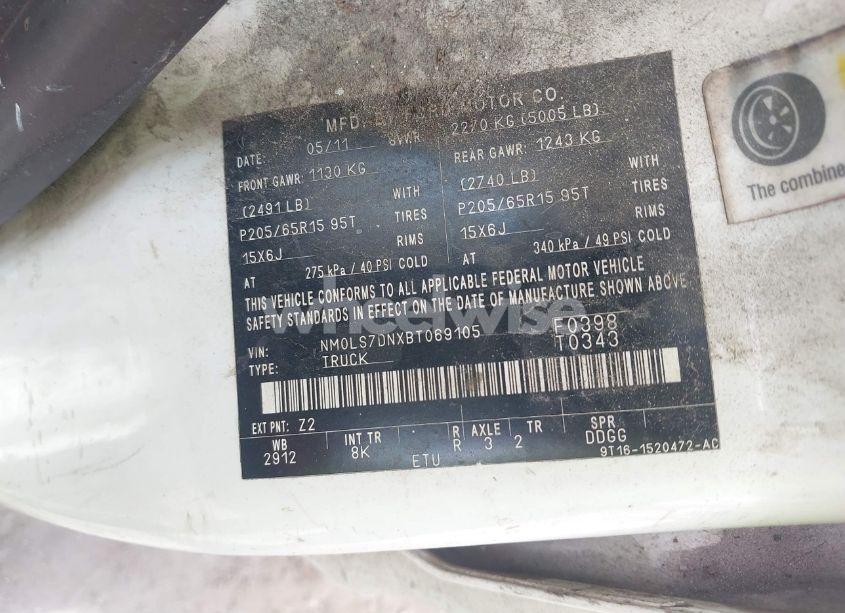 MFD. BY FORD MOTOR CO.
DATE: 05/11 GVWR 2270 KG (5005 LB)
FRONT GAWR: 1130 KG REAR GAWR: 1243 KG
(2491 LB) WITH (2740 LB) WITH
P205/65R15 95T TIRES P205/65R15 95T TIRES
15X6J RIMS 15X6J RIMS
AT 275 kPa / 40 PSI COLD AT 340 kPa / 49 PSI COLD
THIS VEHICLE CONFORMS TO ALL APPLICABLE FEDERAL MOTOR VEHICLE
SAFETY STANDARDS IN EFFECT ON THE DATE OF MANUFACTURE SHOWN ABOVE
VIN: NM0LS7DNXBT069105 F0398
TYPE: TRUCK T0343
EXT PNT: Z2
WB INT TR R AXLE TR SPR
2912 8K R 3 2 DDGG
ETU 9T16-1520472-AC
The combine
wheelwise